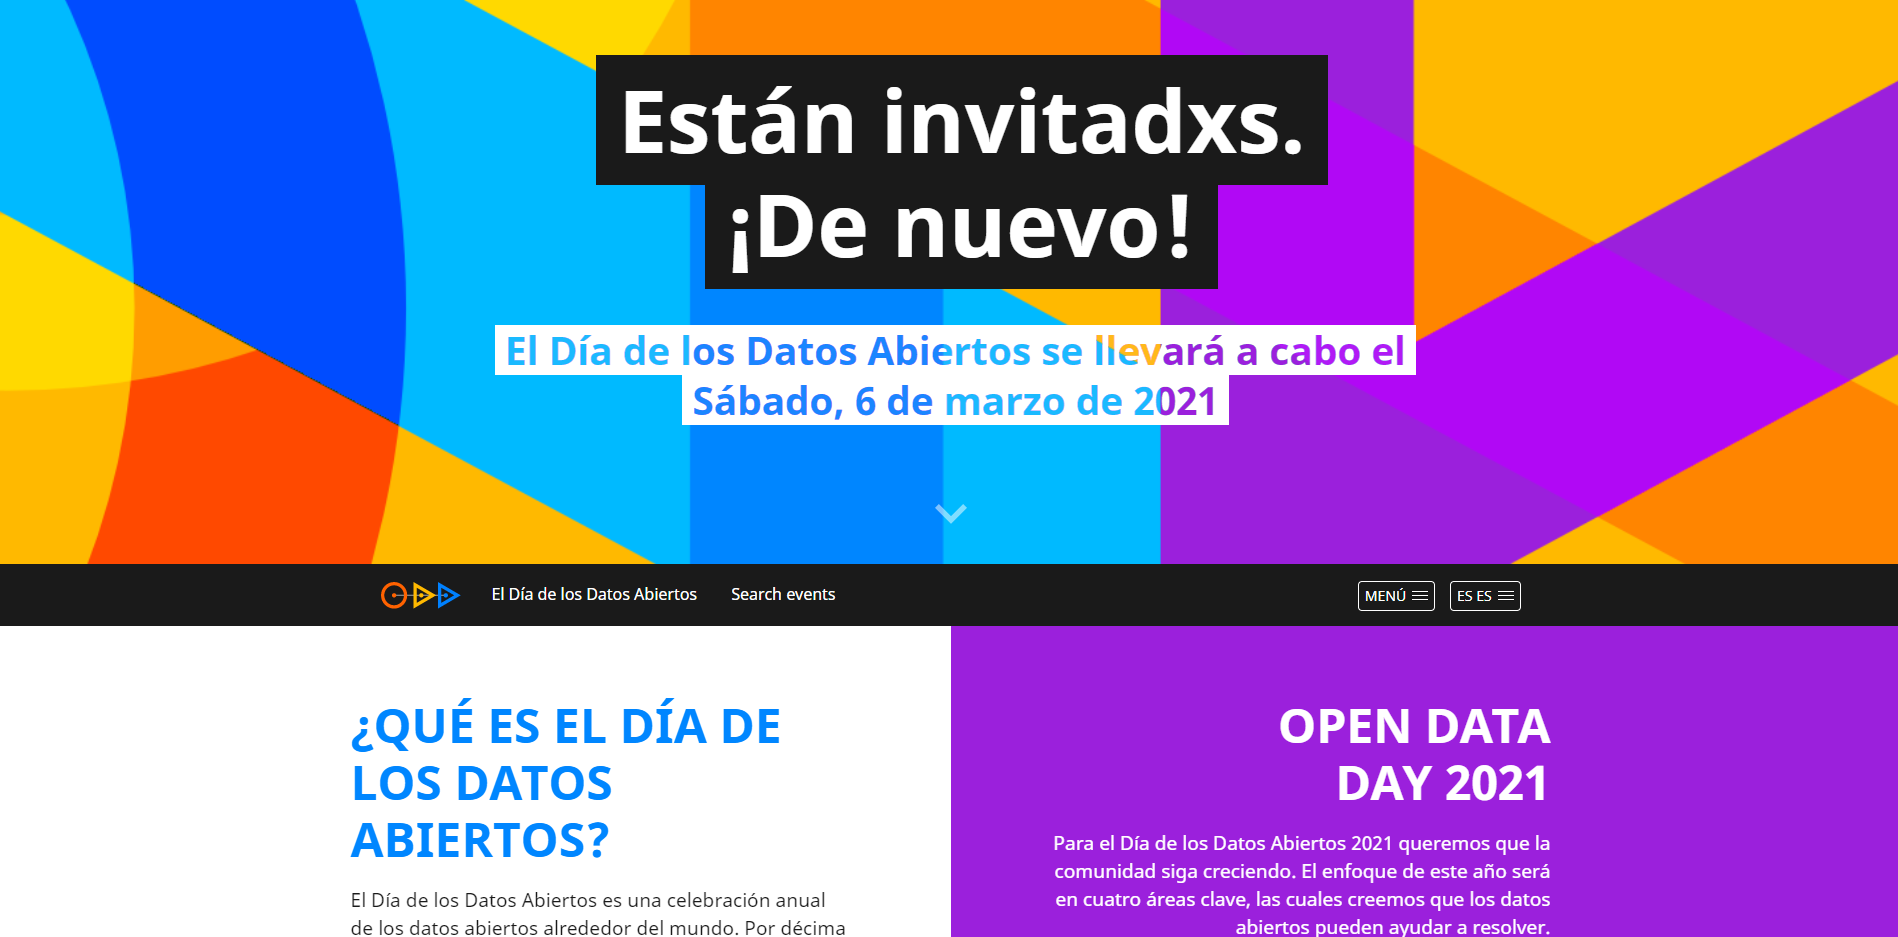 Están invitadxs.
¡De nuevo!
El Día de los Datos Abiertos se llevará a cabo el
Sábado, 6 de marzo de 2021
El Día de los Datos Abiertos
Search events
MENÚ
ES ES
¿QUÉ ES EL DÍA DE
LOS DATOS
ABIERTOS?
El Día de los Datos Abiertos es una celebración anual
de los datos abiertos alrededor del mundo. Por décima
OPEN DATA
DAY 2021
Para el Día de los Datos Abiertos 2021 queremos que la
comunidad siga creciendo. El enfoque de este año será
en cuatro áreas clave, las cuales creemos que los datos
abiertos pueden ayudar a resolver.